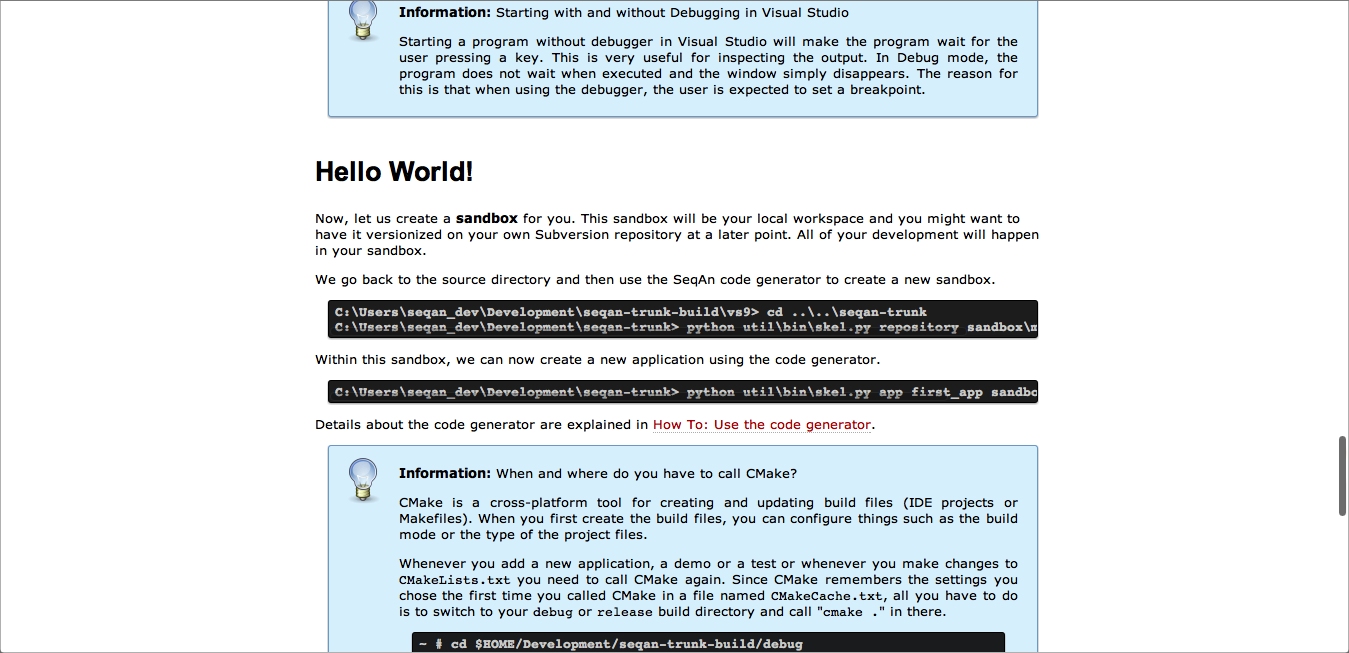 Information: Starting with and without Debugging in Visual Studio
Starting a program without debugger in Visual Studio will make the program wait for the
user pressing a key. This is very useful for inspecting the output. In Debug mode, the
program does not wait when executed and the window simply disappears. The reason for
this is that when using the debugger, the user is expected to set a breakpoint.
Hello World!
Now, let us create a sandbox for you. This sandbox will be your local workspace and you might want to
have it versionized on your own Subversion repository at a later point. All of your development will happen
in your sandbox.
We go back to the source directory and then use the SeqAn code generator to create a new sandbox.
C:\Users\seqan_dev\Development\seqan-trunk-build\vs9> cd ..\..\seqan-trunk
C:\Users\seqan_dev\Development\seqan-trunk> python util\bin\skel.py repository sandbox\m
Within this sandbox, we can now create a new application using the code generator.
C:\Users\seqan_dev\Development\seqan-trunk> python util\bin\skel.py app first_app sandbo
Details about the code generator are explained in How To: Use the code generator.
Information: When and where do you have to call CMake?
CMake is a cross-platform tool for creating and updating build files (IDE projects or
Makefiles). When you first create the build files, you can configure things such as the build
mode or the type of the project files.
Whenever you add a new application, a demo or a test or whenever you make changes to
CMakeLists.txt you need to call CMake again. Since CMake remembers the settings you
chose the first time you called CMake in a file named CMakeCache.txt, all you have to do
is to switch to your debug or release build directory and call "cmake ." in there.
~ # cd $HOME/Development/seqan-trunk-build/debug